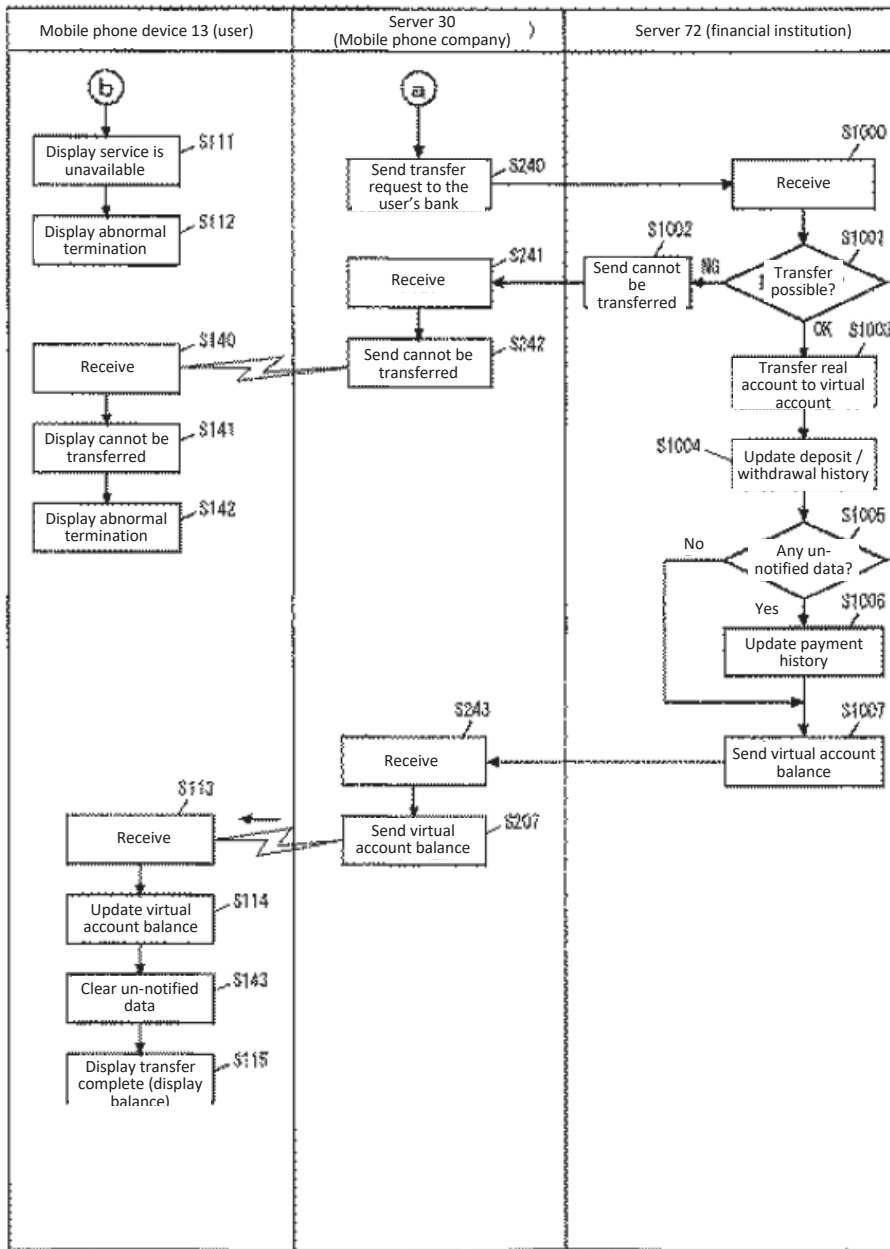 Mobile phone device 13 (user)
Server 30
(Mobile phone company)
)
Server 72 (financial institution)
b
a
S111
Display service is
unavailable
S112
Display abnormal
termination
S240
Send transfer
request to the
user's bank
S1000
Receive
S1001
Transfer
possible?
NG
OK
S1002
Send cannot
be
transferred
S241
Receive
S242
Send cannot be
transferred
S140
Receive
S141
Display cannot be
transferred
S142
Display abnormal
termination
S1003
Transfer real
account to virtual
account
S1004
Update deposit /
withdrawal history
S1005
Any un-
notified data?
No
Yes
S1006
Update payment
history
S1007
Send virtual account
balance
S243
Receive
S207
Send virtual
account balance
S113
Receive
S114
Update virtual
account balance
S143
Clear un-notified
data
S115
Display transfer
complete (display
balance)